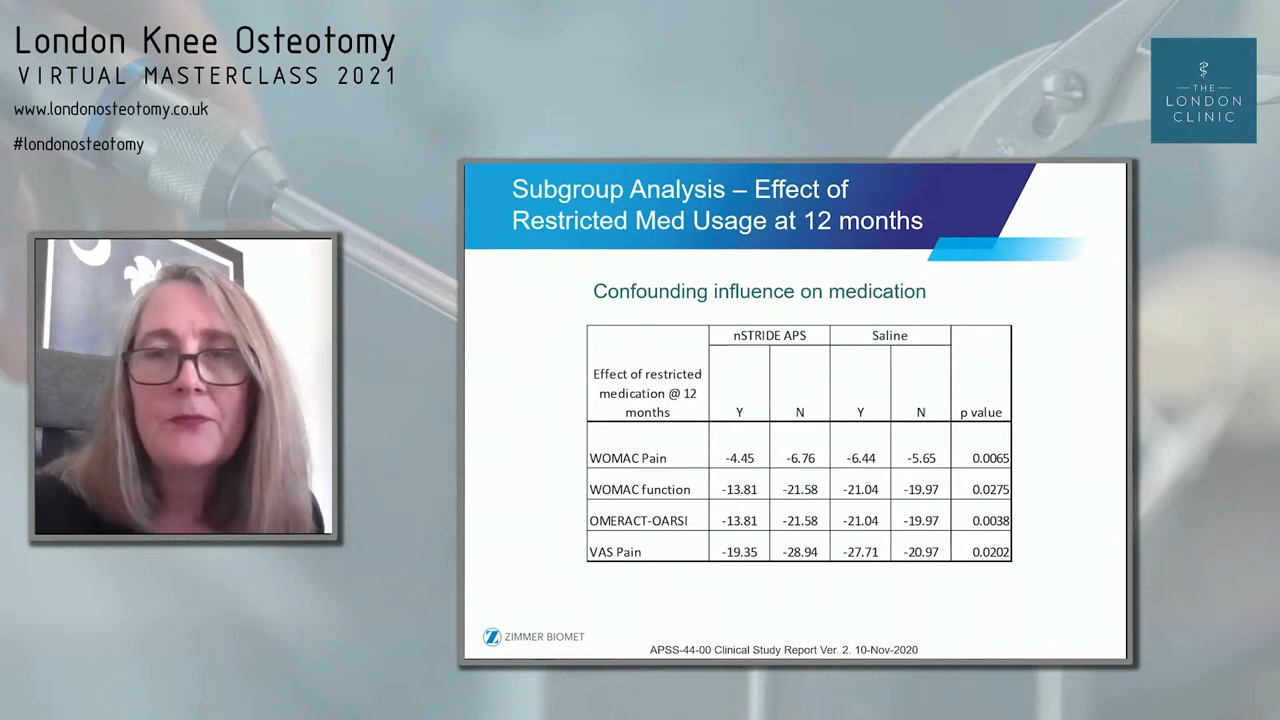 London Knee Osteotomy
VIRTUAL MASTERCLASS 2021
www.londonosteotomy.co.uk
#londonosteotomy
THE
LONDON
CLINIC
Subgroup Analysis – Effect of
Restricted Med Usage at 12 months
Confounding influence on medication
nSTRIDE APS Saline
Effect of restricted
medication @ 12
months Y N Y N p value
WOMAC Pain -4.45 -6.76 -6.44 -5.65 0.0065
WOMAC function -13.81 -21.58 -21.04 -19.97 0.0275
OMERACT-OARSI -13.81 -21.58 -21.04 -19.97 0.0038
VAS Pain -19.35 -28.94 -27.71 -20.97 0.0202
ZIMMER BIOMET
APSS-44-00 Clinical Study Report Ver. 2. 10-Nov-2020